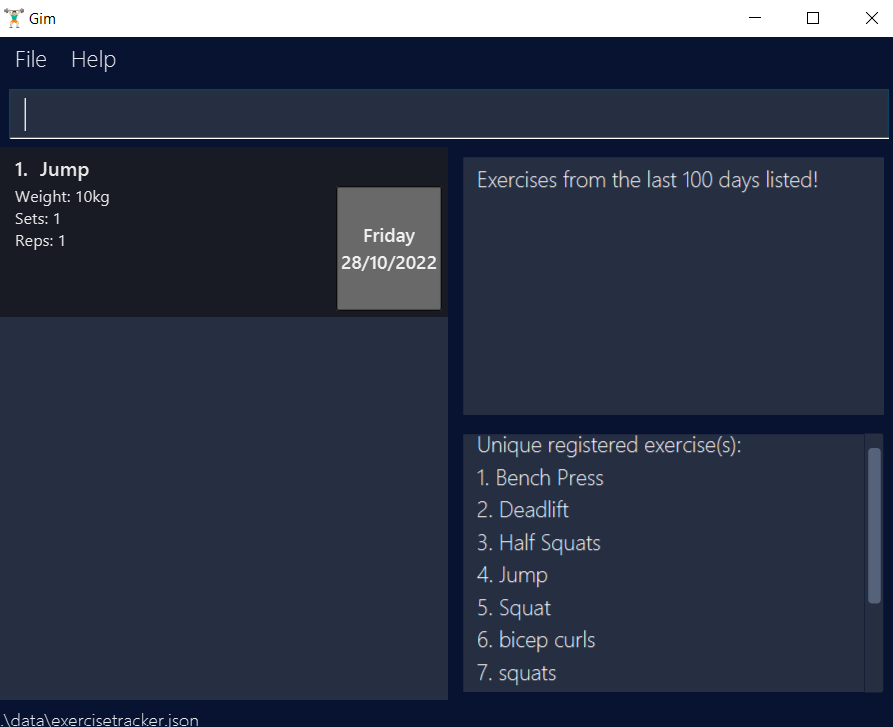 Gim
File Help
1. Jump
Weight: 10kg
Sets: 1
Reps: 1
Friday
28/10/2022
Exercises from the last 100 days listed!
Unique registered exercise(s):
1. Bench Press
2. Deadlift
3. Half Squats
4. Jump
5. Squat
6. bicep curls
7. squats
.\data\exercisetracker.json